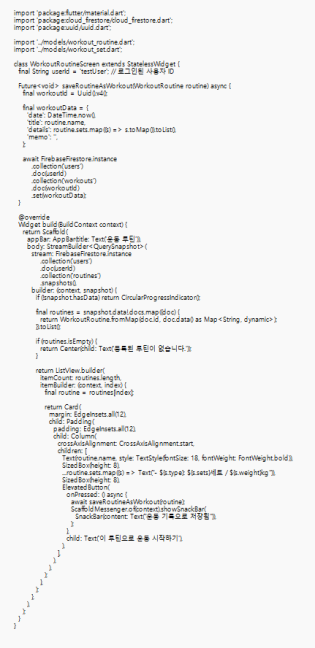 import 'package:flutter/material.dart';
import 'package:cloud_firestore/cloud_firestore.dart';
import 'package:uuid/uuid.dart';

import '../models/workout_routine.dart';
import '../models/workout_set.dart';

class WorkoutRoutineScreen extends StatelessWidget {
  final String userId = 'testUser'; // 로그인된 사용자 ID

  Future<void> saveRoutineAsWorkout(WorkoutRoutine routine) async {
    final workoutId = Uuid().v4();

    final workoutData = {
      'date': DateTime.now(),
      'title': routine.name,
      'details': routine.sets.map((s) => s.toMap()).toList(),
      'memo': '',
    };

    await FirebaseFirestore.instance
        .collection('users')
        .doc(userId)
        .collection('workouts')
        .doc(workoutId)
        .set(workoutData);
  }

  @override
  Widget build(BuildContext context) {
    return Scaffold(
      appBar: AppBar(title: Text('운동 루틴')),
      body: StreamBuilder<QuerySnapshot>(
        stream: FirebaseFirestore.instance
            .collection('users')
            .doc(userId)
            .collection('routines')
            .snapshots(),
        builder: (context, snapshot) {
          if (!snapshot.hasData) return CircularProgressIndicator();

          final routines = snapshot.data!.docs.map((doc) {
            return WorkoutRoutine.fromMap(doc.id, doc.data() as Map<String, dynamic>);
          }).toList();

          if (routines.isEmpty) {
            return Center(child: Text('등록된 루틴이 없습니다.'));
          }

          return ListView.builder(
            itemCount: routines.length,
            itemBuilder: (context, index) {
              final routine = routines[index];

              return Card(
                margin: EdgeInsets.all(12),
                child: Padding(
                  padding: EdgeInsets.all(12),
                  child: Column(
                    crossAxisAlignment: CrossAxisAlignment.start,
                    children: [
                      Text(routine.name, style: TextStyle(fontSize: 18, fontWeight: FontWeight.bold)),
                      SizedBox(height: 8),
                      ...routine.sets.map((s) => Text("- ${s.type}: ${s.sets}세트 / ${s.weight}kg")),
                      SizedBox(height: 8),
                      ElevatedButton(
                        onPressed: () async {
                          await saveRoutineAsWorkout(routine);
                          ScaffoldMessenger.of(context).showSnackBar(
                            SnackBar(content: Text("운동 기록으로 저장됨")),
                          );
                        },
                        child: Text('이 루틴으로 운동 시작하기'),
                      ),
                    ],
                  ),
                ),
              );
            },
          );
        },
      ),
    );
  }
}